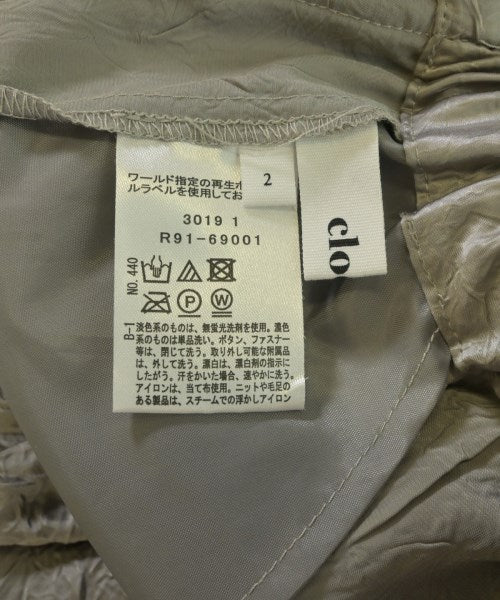 ワールド指定の再生ポ
ルラベルを使用してお
2
clo
3019 1
R91-69001
NO. 440
B-1
淡色系のものは、無蛍光洗剤を使用。濃色
系のものは単品洗い。ボタン、ファスナー
等は、閉じて洗う。取り外し可能な附属品
は、外して洗う。漂白は、漂白剤の指示に
したがう。汗をかいた場合、速やかに洗う。
アイロンは、当て布使用。ニットや毛足の
ある製品は、スチームでの浮かしアイロン